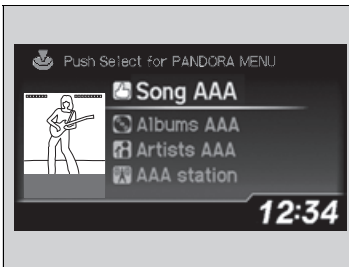 Push Select for PANDORA MENU
Song AAA
Albums AAA
Artists AAA
AAA station
12:34